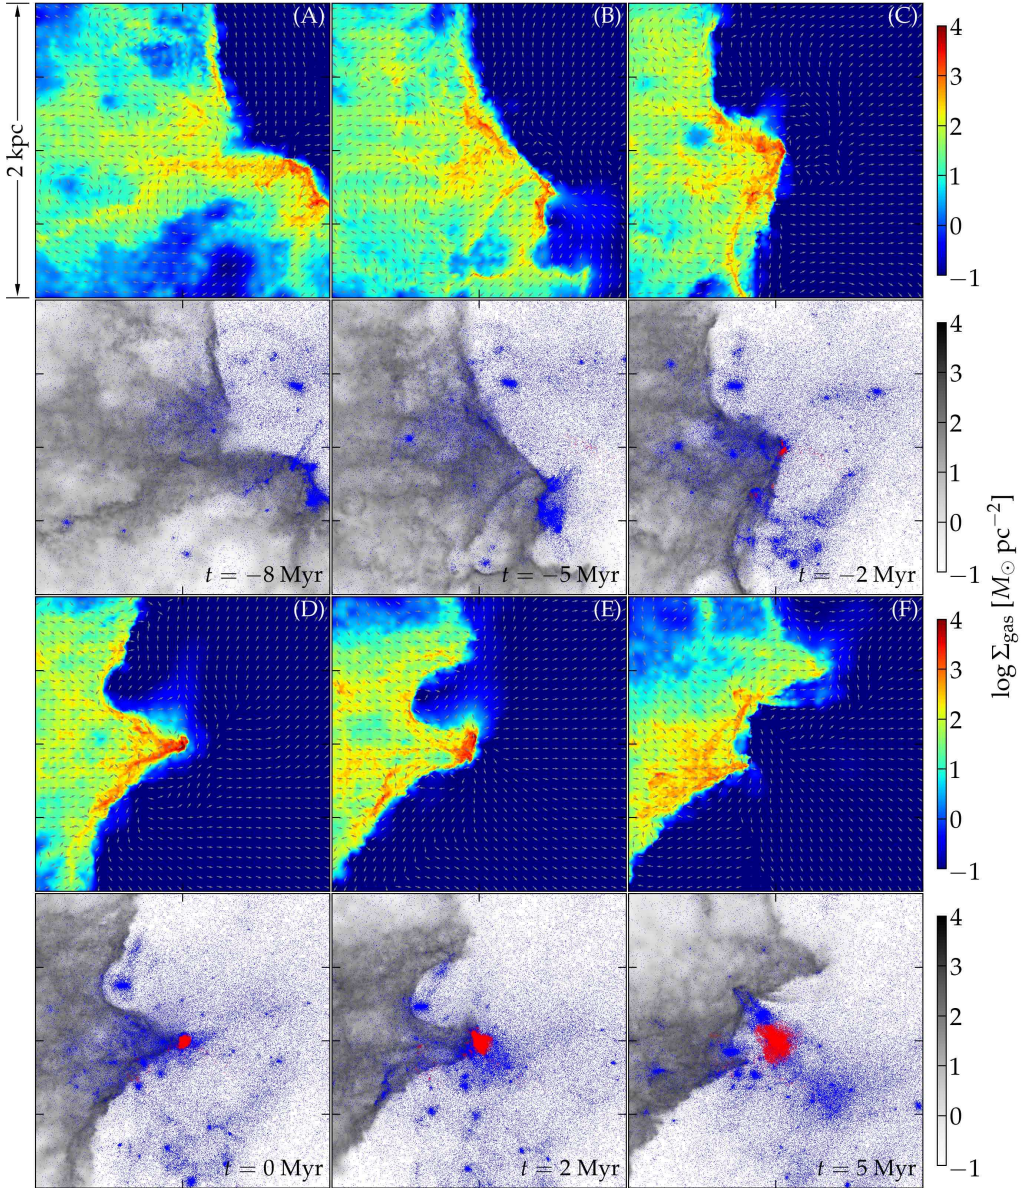 (A)
(B)
(C)
2 kpc
4
3
2
1
0
−1
t = −8 Myr
t = −5 Myr
t = −2 Myr
4
3
2
1
0
−1
log Σgas [M⊙ pc−2]
(D)
(E)
(F)
4
3
2
1
0
−1
t = 0 Myr
t = 2 Myr
t = 5 Myr
4
3
2
1
0
−1